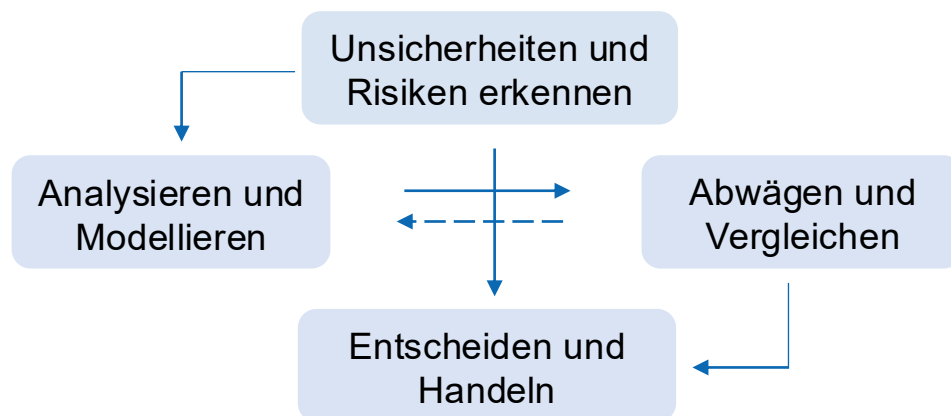 Unsicherheiten und
Risiken erkennen
Analysieren und
Modellieren
Abwägen und
Vergleichen
Entscheiden und
Handeln